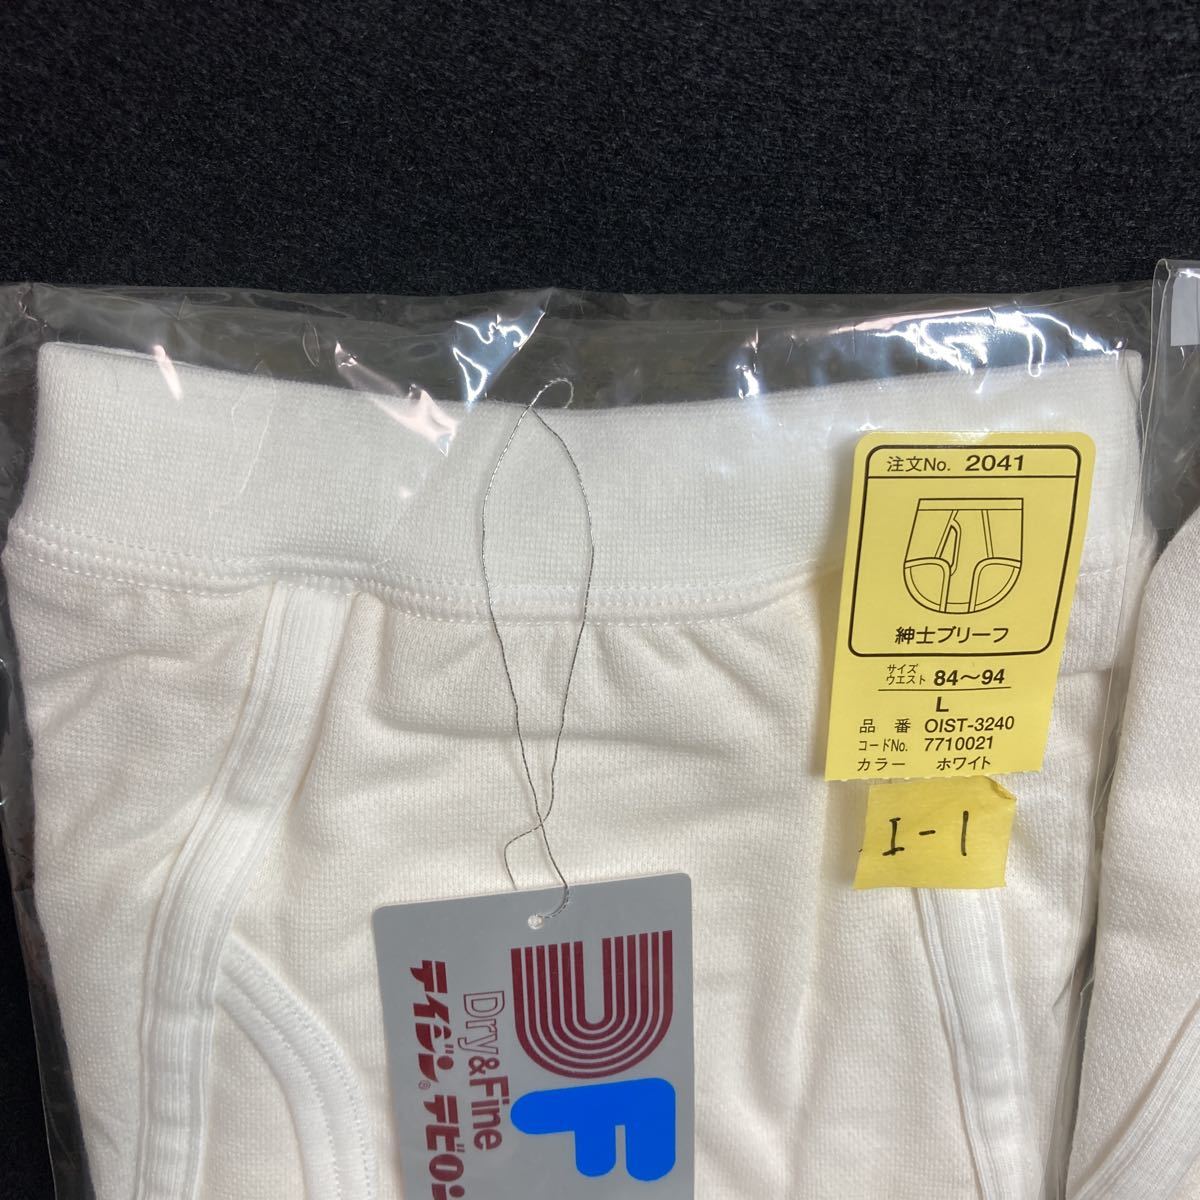 注文No. 2041
紳士ブリーフ
サイズ
ウエスト 84〜94
L
品 番 OIST-3240
コードNo. 7710021
カラー ホワイト
I-1
DF
Dry&Fine
テイジン®テビロン